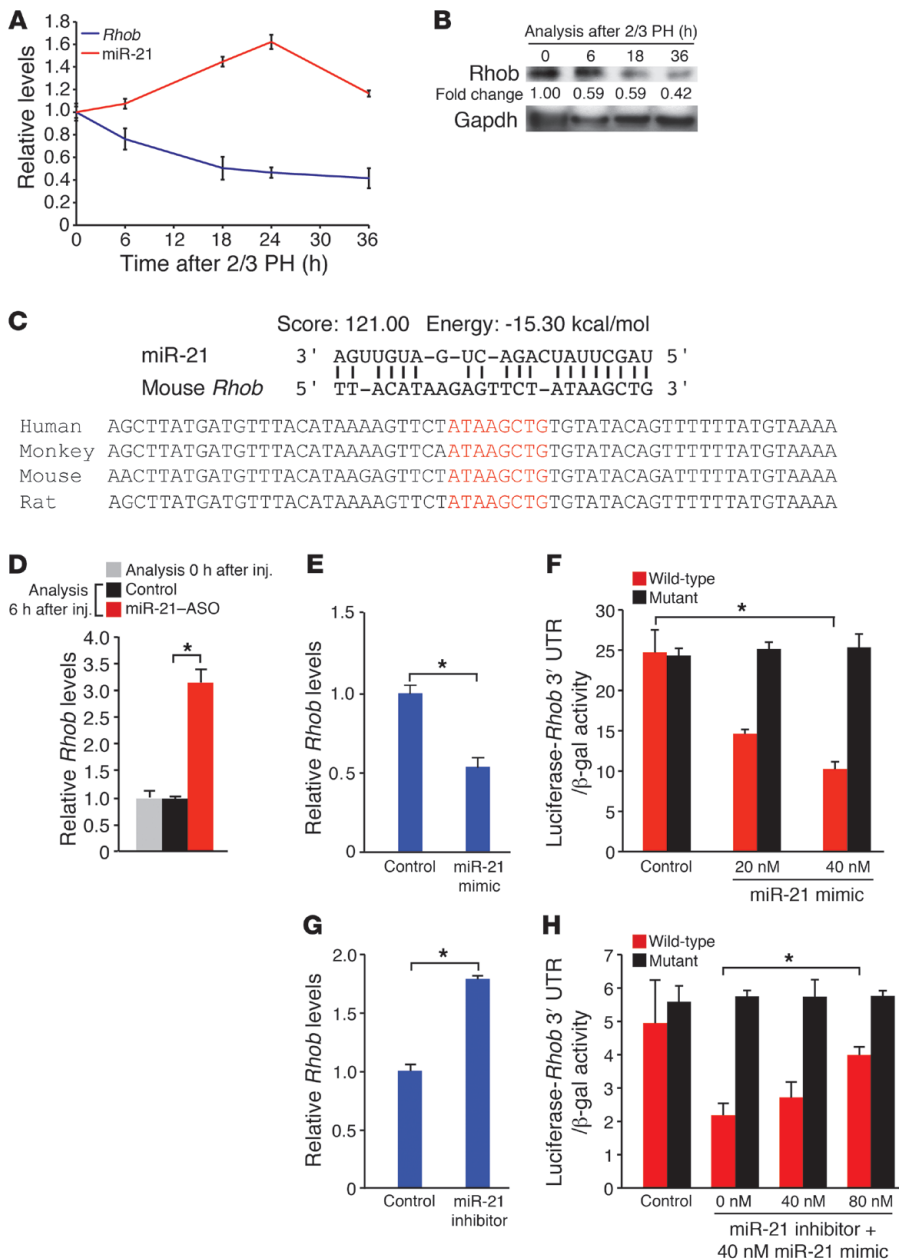 A
Relative levels
1.8
1.6
1.4
1.2
1.0
0.8
0.6
0.4
0.2
0
Rhob
miR-21
0 6 12 18 24 30 36
Time after 2/3 PH (h)
B
Analysis after 2/3 PH (h)
0 6 18 36
Rhob
Fold change 1.00 0.59 0.59 0.42
Gapdh
C
Score: 121.00 Energy: -15.30 kcal/mol
miR-21 3' AGUUGUA-G-UC-AGACUAUUCGAU 5'
Mouse Rhob 5' TT-ACATAAGAGTTCT-ATAAGCTG 3'
Human AGCTTATGATGTTTACATAAAAGTTCTATAAGCTGTGTATACAGTTTTTTATGTAAAA
Monkey AGCTTATGATGTTTACATAAAAGTTCAATAAGCTGTGTATACAGTTTTTTATGTAAAA
Mouse AACTTATGATGTTTACATAAGAGTTCTATAAGCTGTGTATACAGATTTTTATGTAAAA
Rat AGCTTATGATGTTTACATAAAAGTTCTATAAGCTGTGTATACAGTTTTTTATGTAAAA
D
Analysis 0 h after inj.
Analysis
6 h after inj.
Control
miR-21–ASO
Relative Rhob levels
4.0
3.5
3.0
2.5
2.0
1.5
1.0
0.5
0
*
E
Relative Rhob levels
1.5
1.0
0.5
0
*
Control
miR-21
mimic
F
Wild-type
Mutant
Luciferase-Rhob 3′ UTR
/β-gal activity
30
25
20
15
10
5
0
*
Control 20 nM 40 nM
miR-21 mimic
G
Relative Rhob levels
2.0
1.5
1.0
0.5
0
*
Control
miR-21
inhibitor
H
Wild-type
Mutant
Luciferase-Rhob 3′ UTR
/β-gal activity
7
6
5
4
3
2
1
0
*
Control 0 nM 40 nM 80 nM
miR-21 inhibitor +
40 nM miR-21 mimic